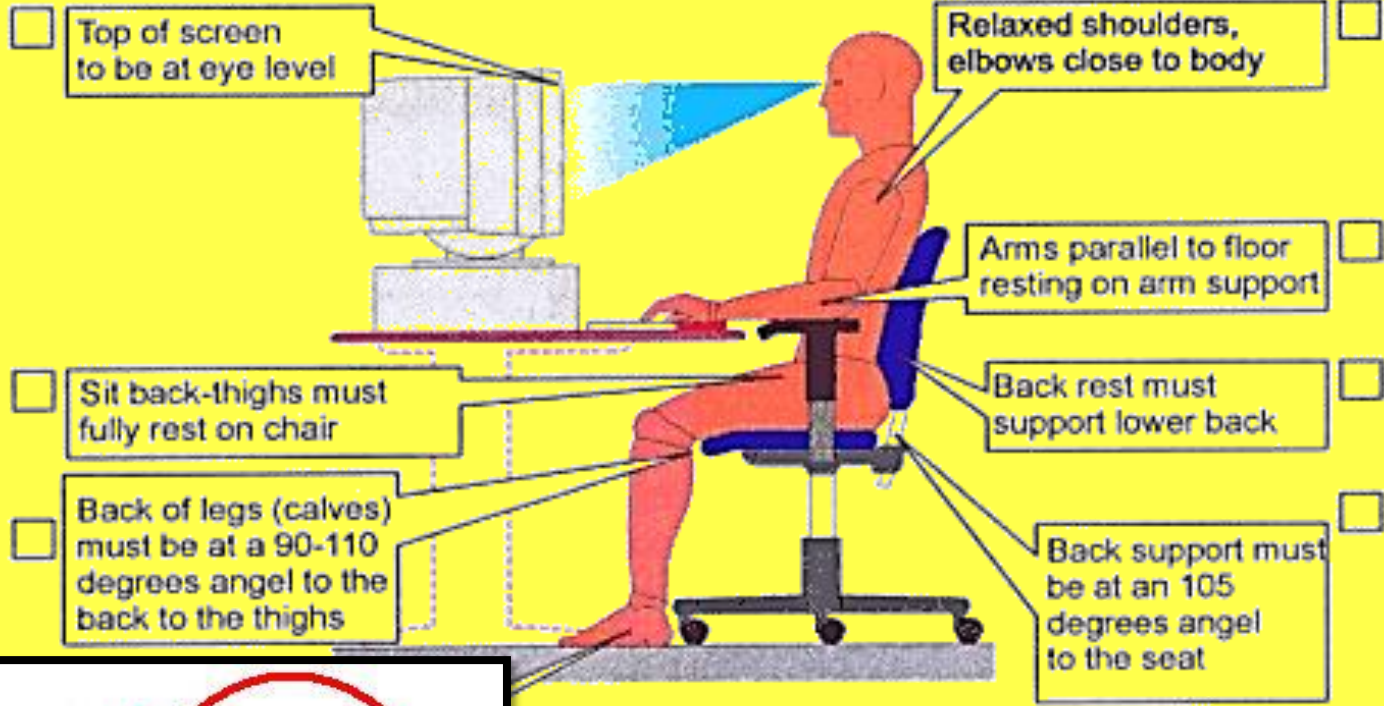 Top of screen
to be at eye level
Relaxed shoulders,
elbows close to body
Arms parallel to floor
resting on arm support
Sit back-thighs must
fully rest on chair
Back rest must
support lower back
Back of legs (calves)
must be at a 90-110
degrees angel to the
back to the thighs
Back support must
be at an 105
degrees angel
to the seat